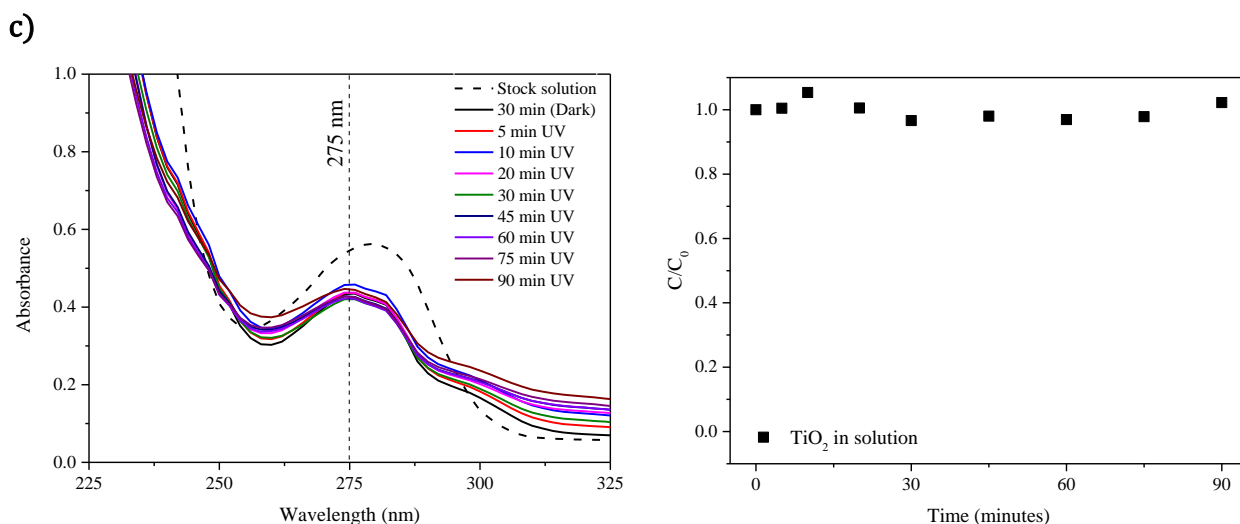 c)
1.0
0.8
0.6
0.4
0.2
0.0
225
250
275
300
325
Absorbance
Wavelength (nm)
275 nm
Stock solution
30 min (Dark)
5 min UV
10 min UV
20 min UV
30 min UV
45 min UV
60 min UV
75 min UV
90 min UV
1.0
0.8
0.6
0.4
0.2
0.0
0
30
60
90
C/C₀
Time (minutes)
TiO₂ in solution